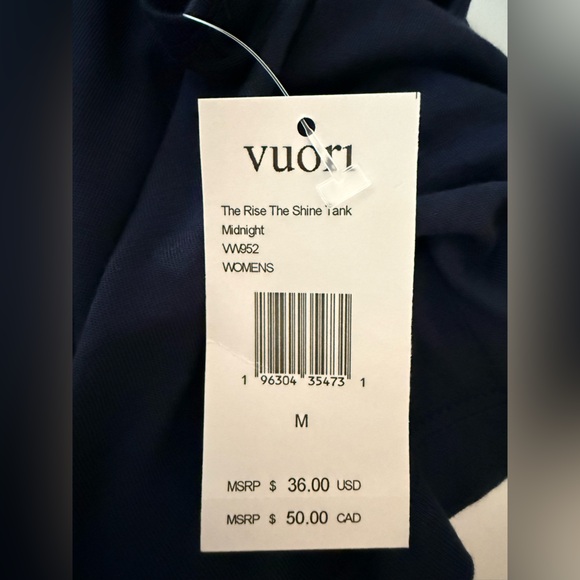 vuori
The Rise The Shine Tank
Midnight
VW952
WOMENS
1 96304 35473 1
M
MSRP $ 36.00 USD
MSRP $ 50.00 CAD